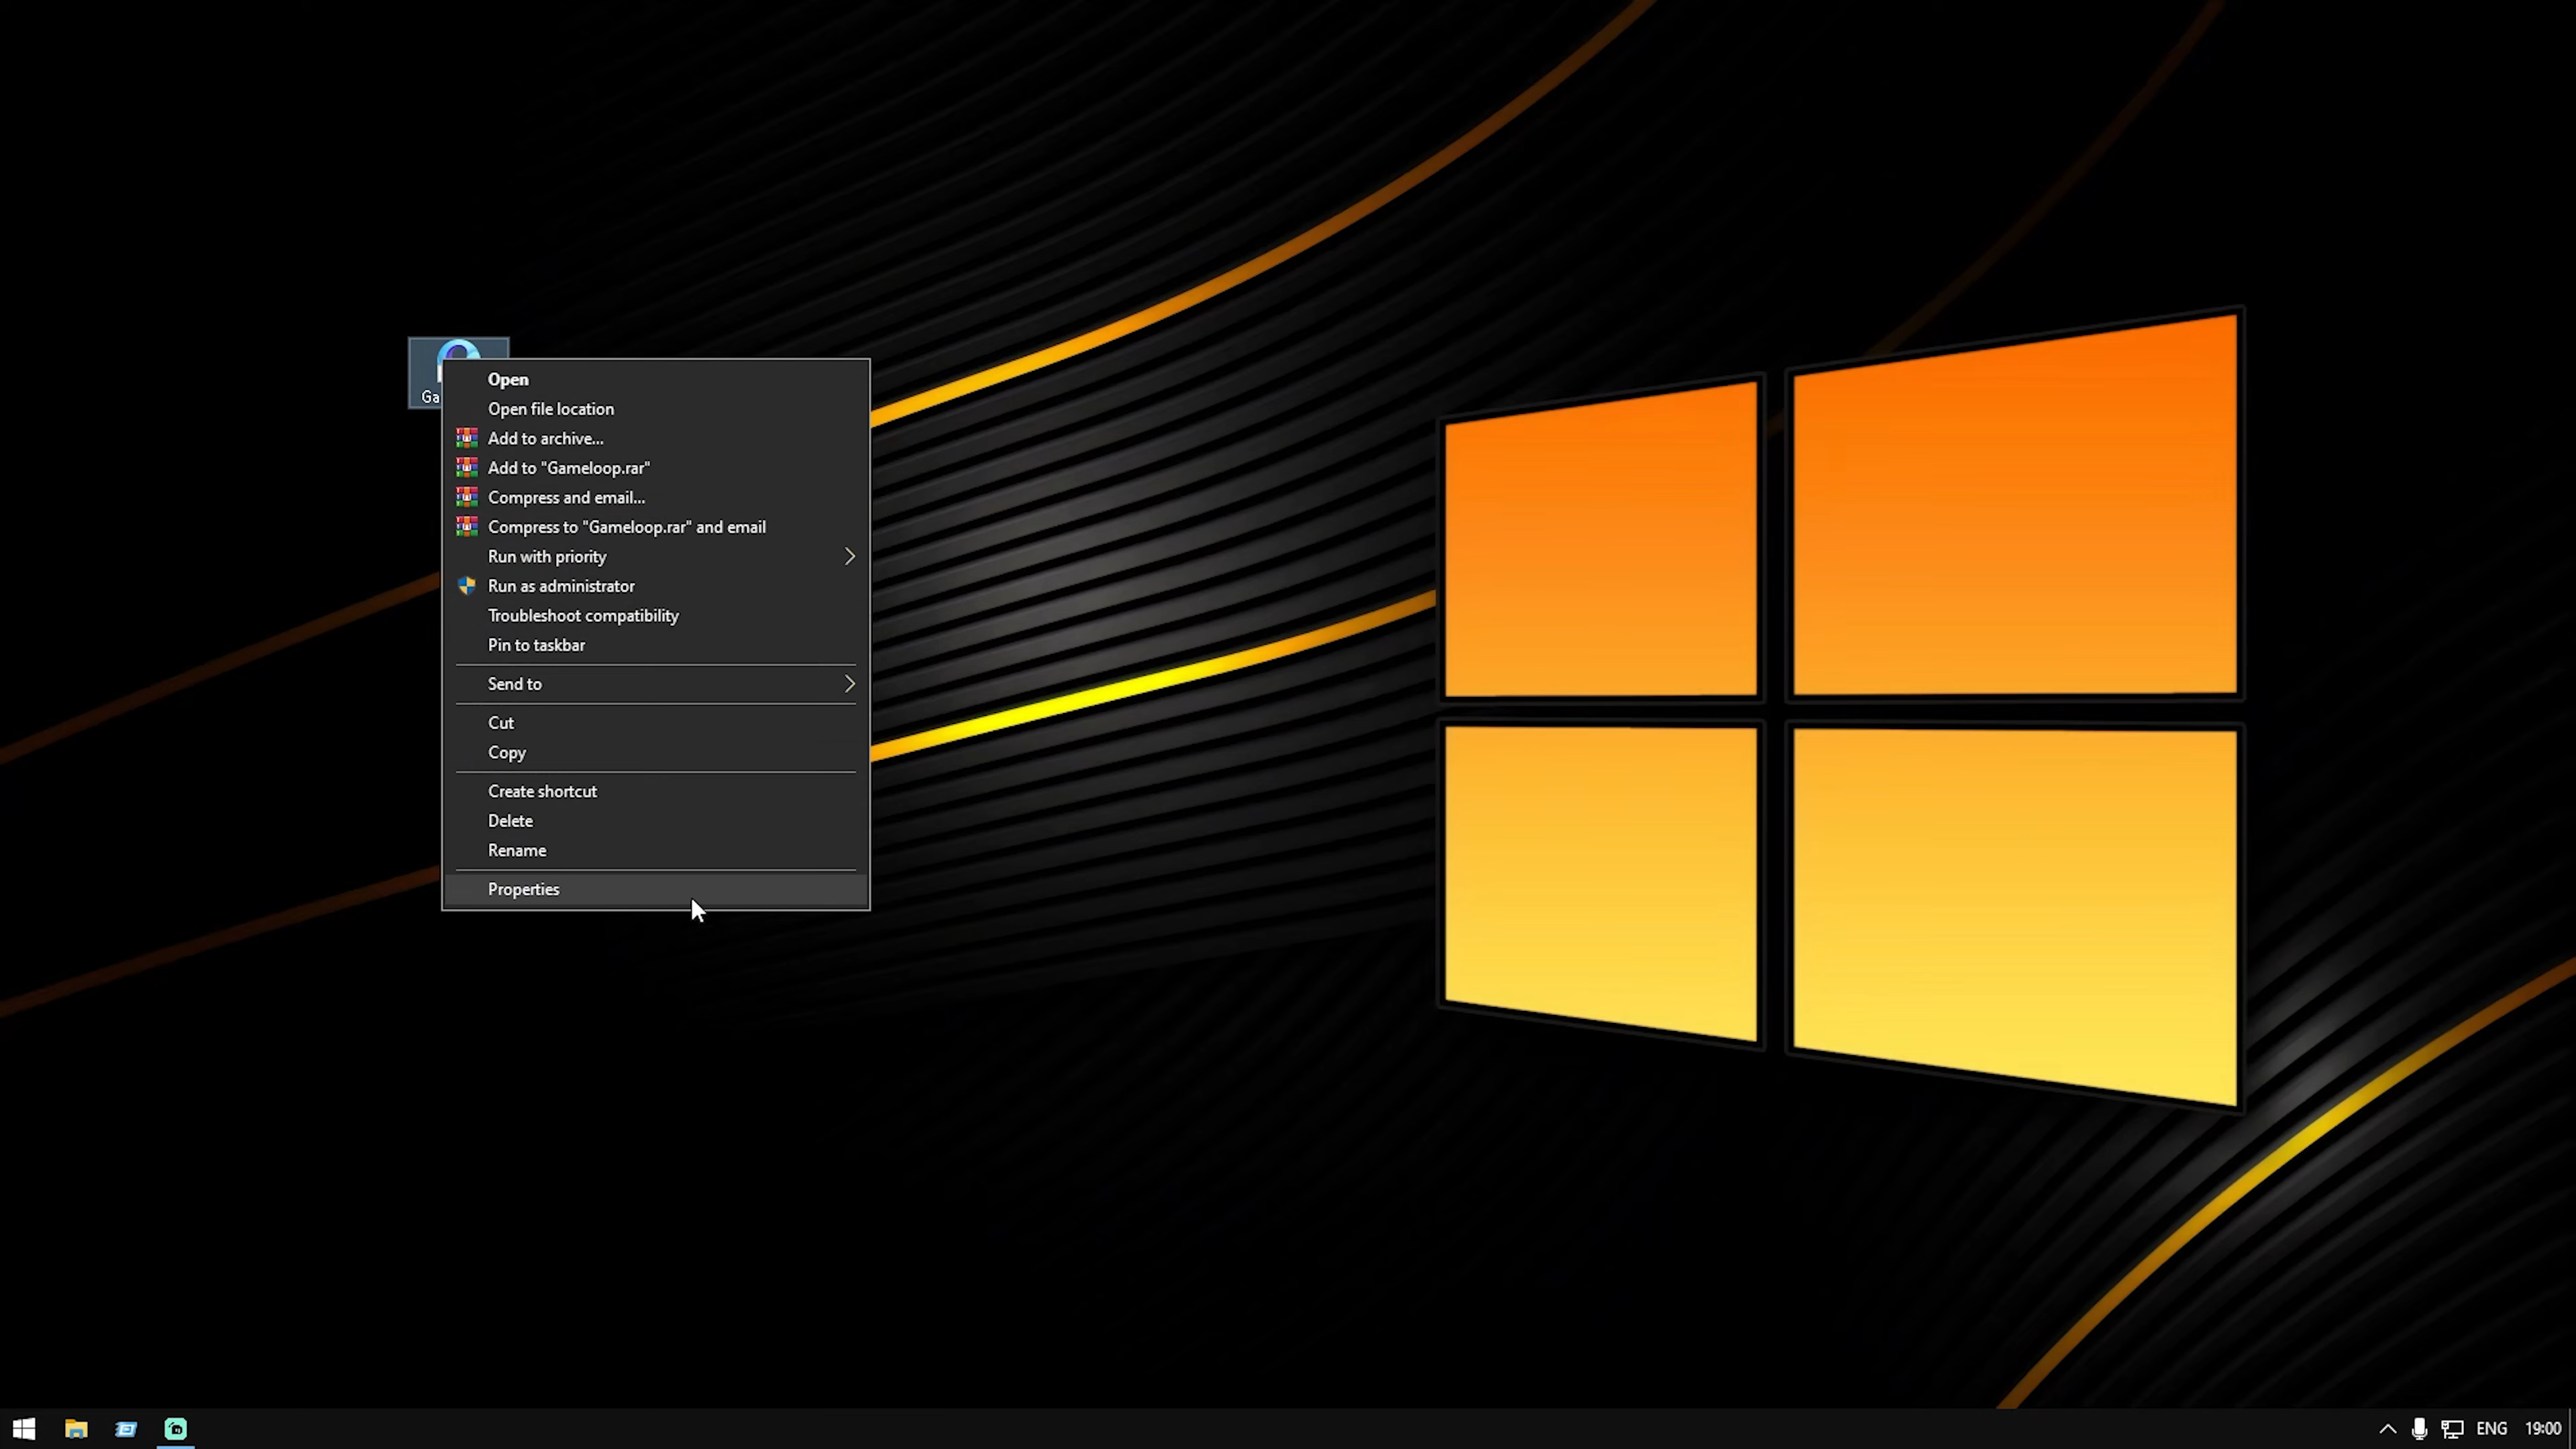 Ga
Open
Open file location
Add to archive...
Add to "Gameloop.rar"
Compress and email...
Compress to "Gameloop.rar" and email
Run with priority
Run as administrator
Troubleshoot compatibility
Pin to taskbar
Send to
Cut
Copy
Create shortcut
Delete
Rename
Properties
ENG 19:00